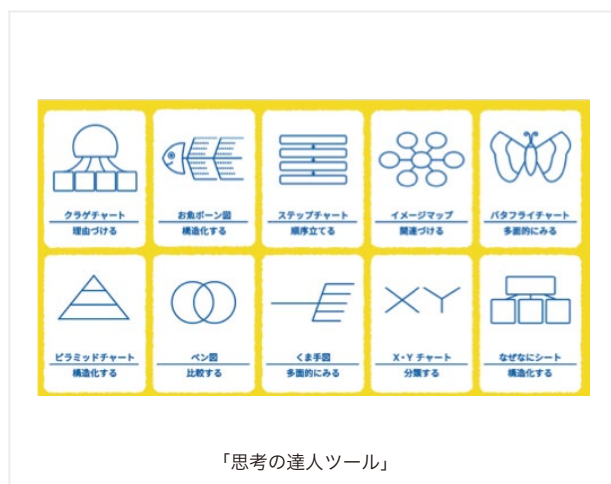 クラゲチャート
理由づける
お魚ボーン図
構造化する
ステップチャート
順序立てる
イメージマップ
関連づける
バタフライチャート
多面的にみる
ピラミッドチャート
構造化する
ベン図
比較する
くま手図
多面的にみる
X・Y チャート
分類する
なぜなにシート
構造化する
「思考の達人ツール」